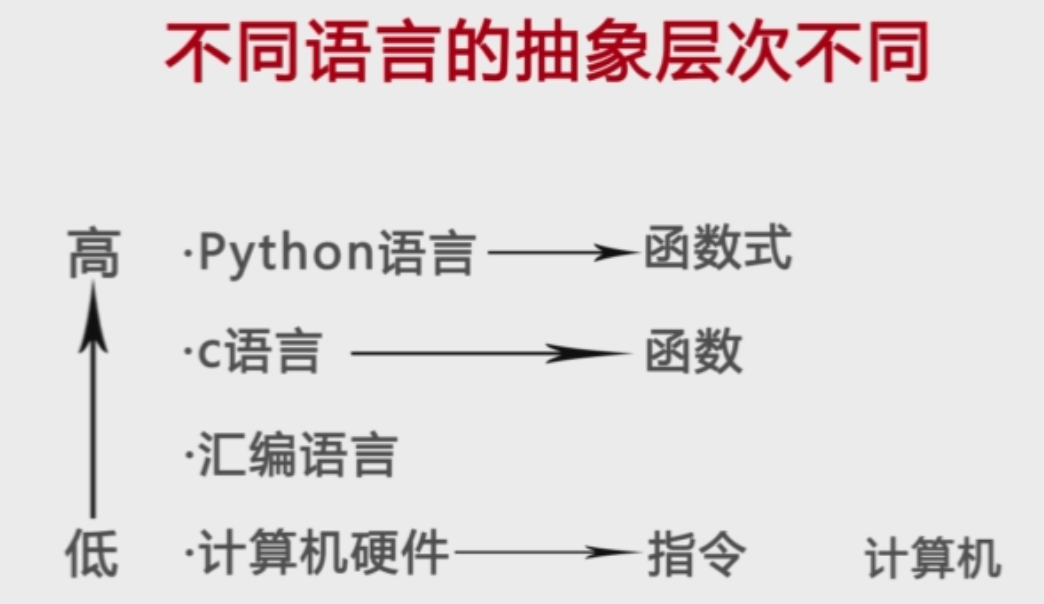 不同语言的抽象层次不同
高 ·Python语言 函数式
·c语言 函数
·汇编语言
低 ·计算机硬件 指令 计算机